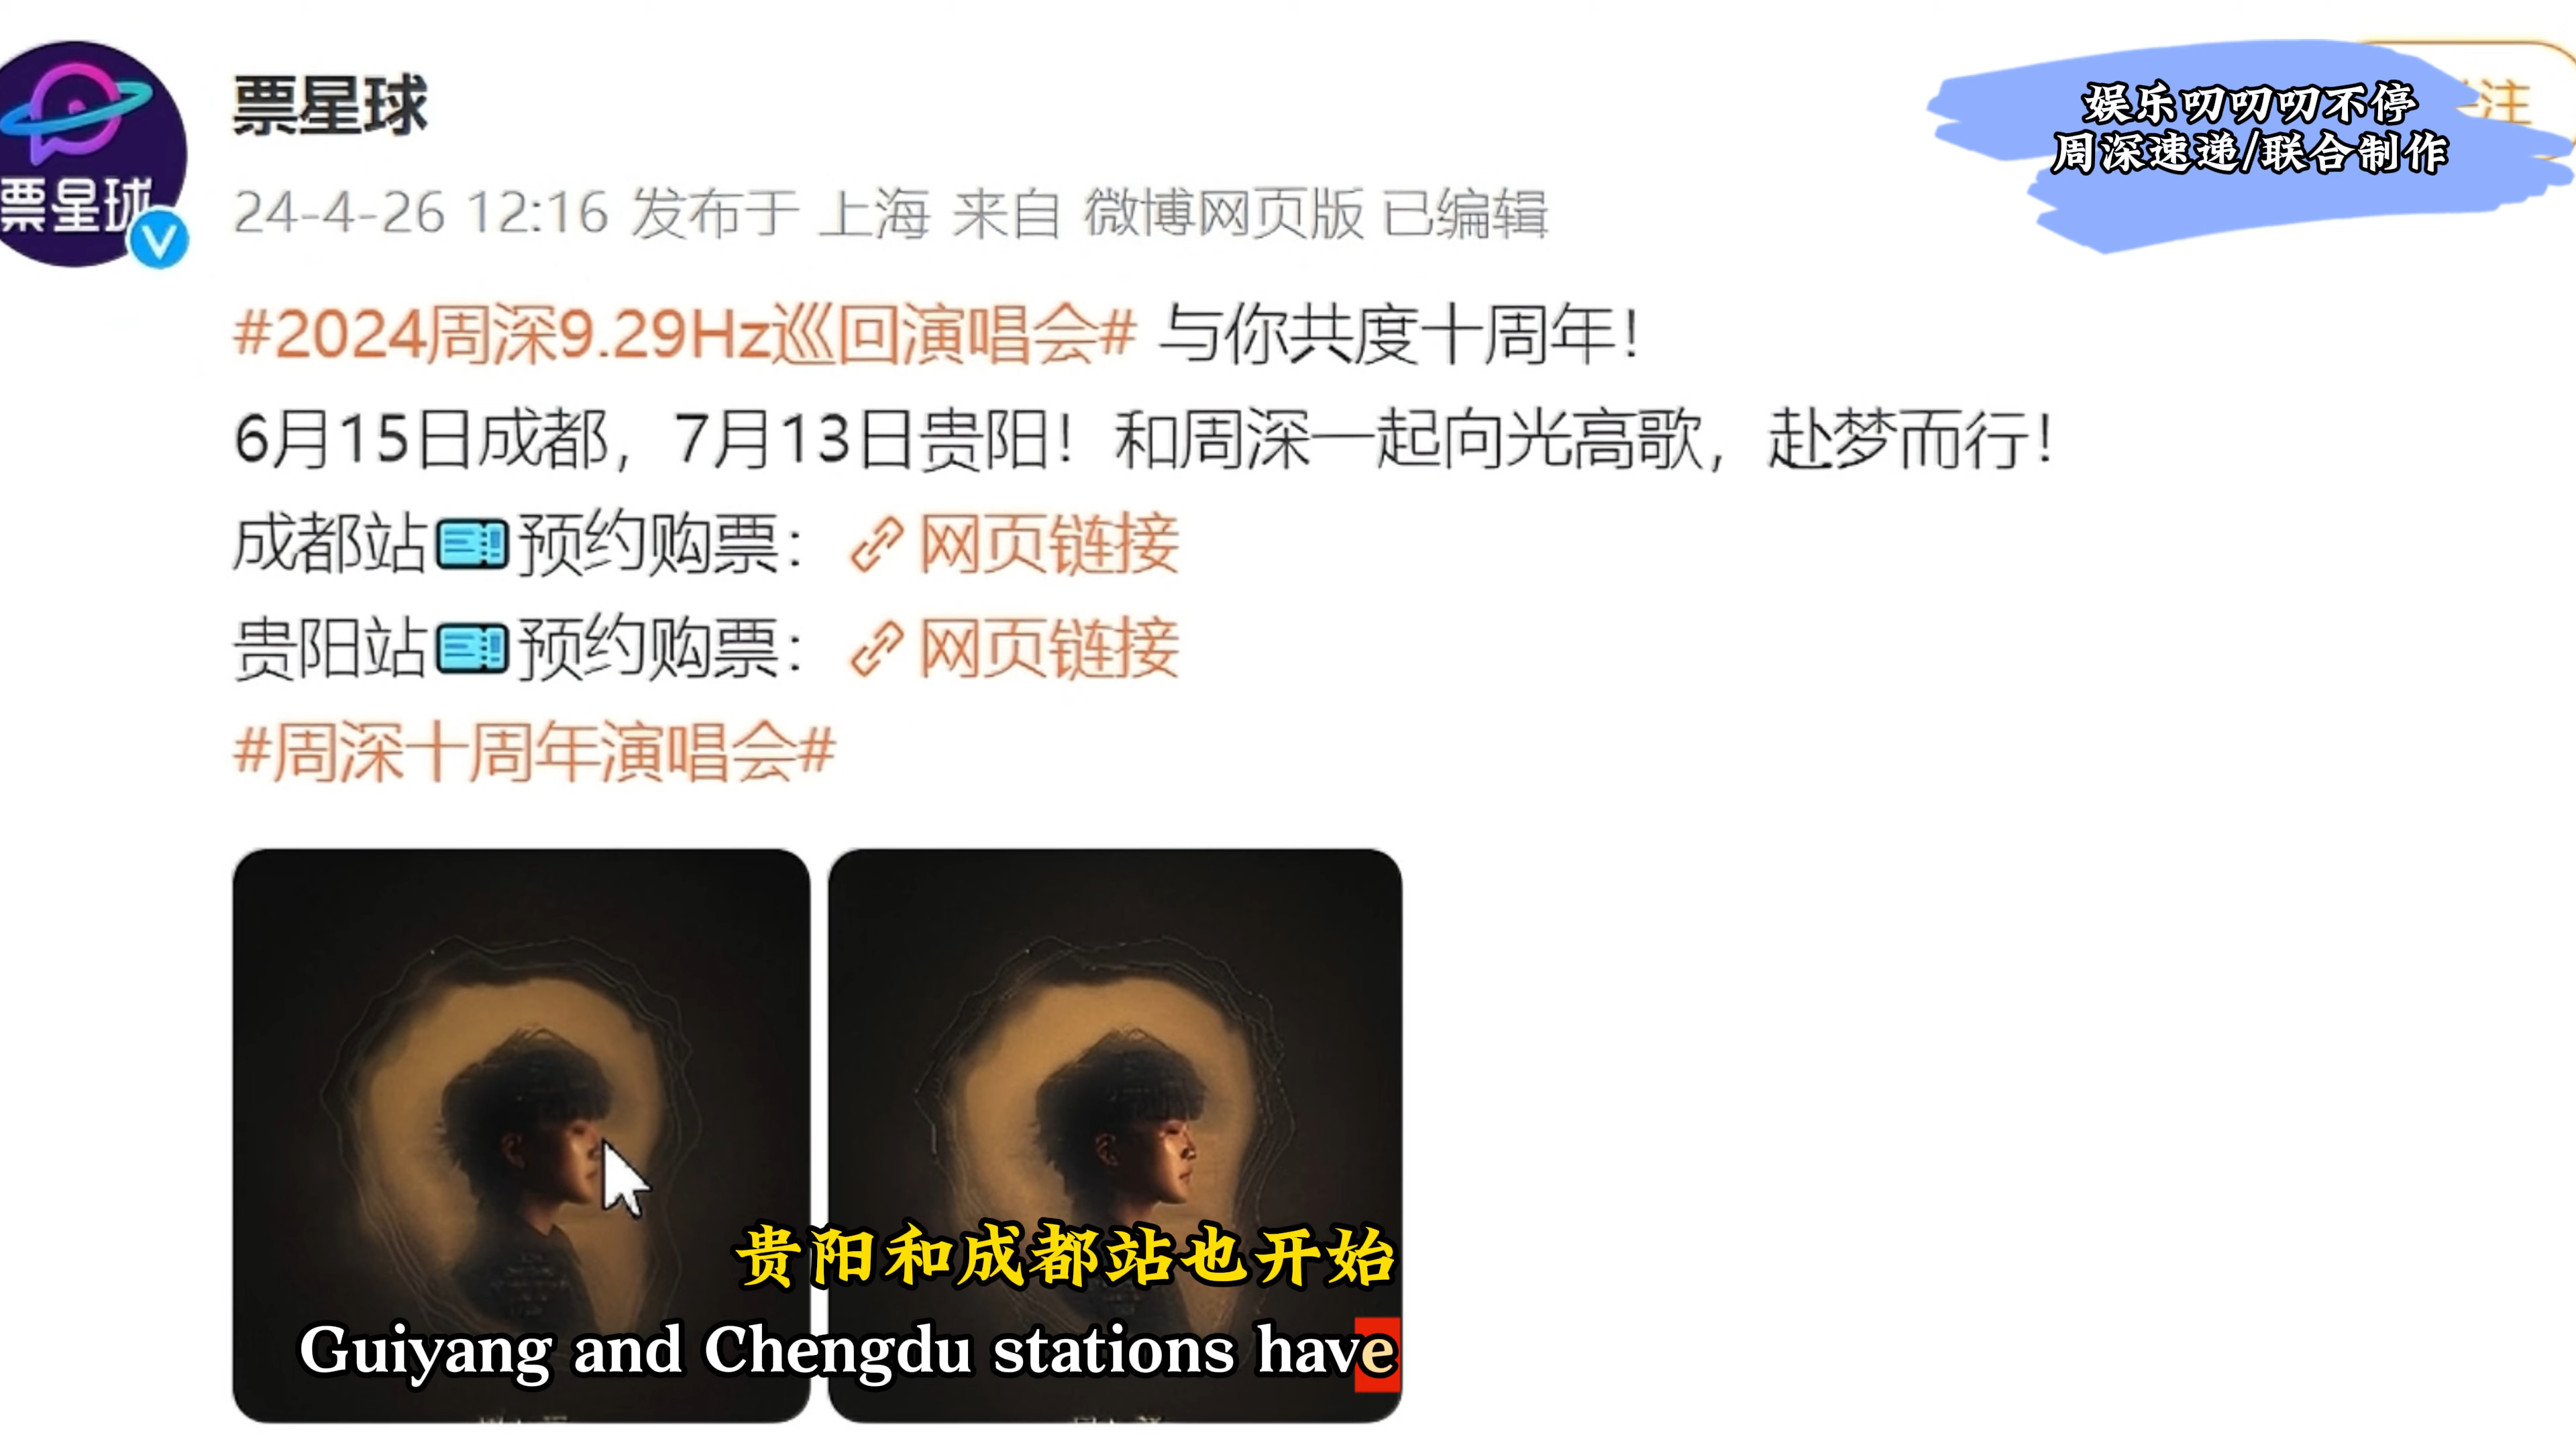 票星球
票星球
24-4-26 12:16 发布于 上海 来自 微博网页版 已编辑
娱乐叨叨叨不停
周深速递/联合制作
注
#2024周深9.29Hz巡回演唱会# 与你共度十周年！
6月15日成都，7月13日贵阳！和周深一起向光高歌，赴梦而行！
成都站预约购票：网页链接
贵阳站预约购票：网页链接
#周深十周年演唱会#
贵阳和成都站也开始
Guiyang and Chengdu stations have